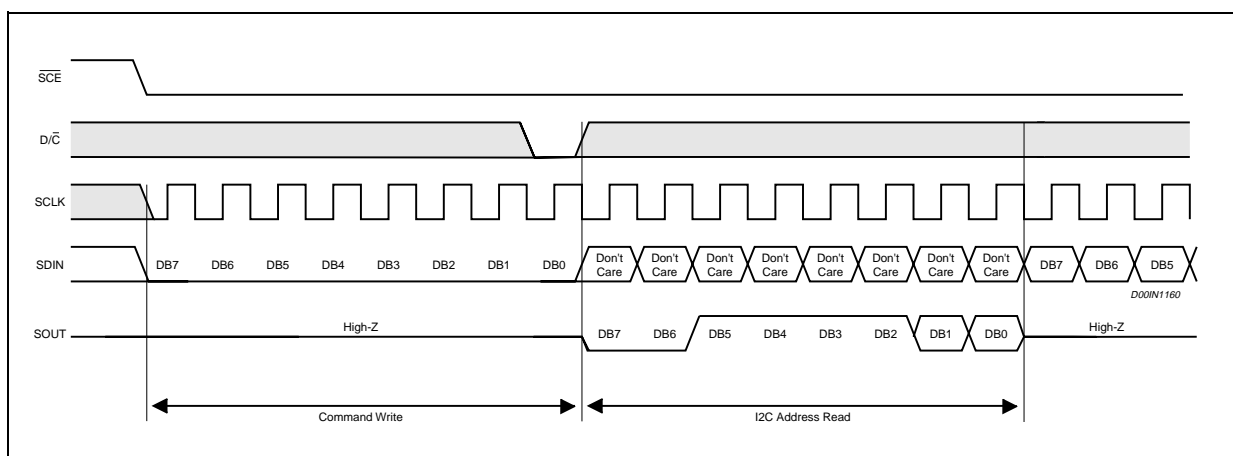 SCE
D/C
SCLK
SDIN DB7 DB6 DB5 DB4 DB3 DB2 DB1 DB0 Don't Care Don't Care Don't Care Don't Care Don't Care Don't Care Don't Care Don't Care DB7 DB6 DB5
D00IN1160
SOUT High-Z DB7 DB6 DB5 DB4 DB3 DB2 DB1 DB0 High-Z
Command Write I2C Address Read